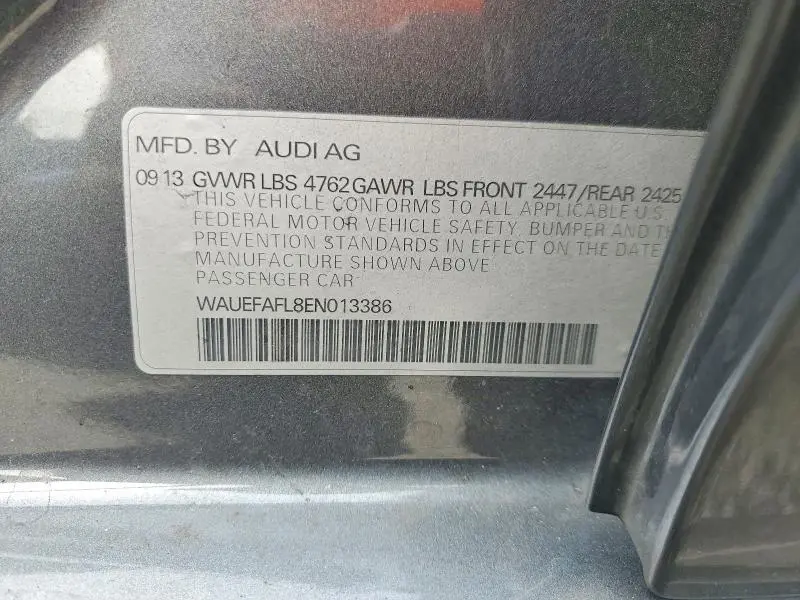 MFD. BY AUDI AG
09 13 GVWR LBS 4762 GAWR LBS FRONT 2447/REAR 2425
THIS VEHICLE CONFORMS TO ALL APPLICABLE U.S.
FEDERAL MOTOR VEHICLE SAFETY, BUMPER AND
PREVENTION STANDARDS IN EFFECT ON THE DATE
MANUFACTURE SHOWN ABOVE
PASSENGER CAR
WAUEFAFL8EN013386